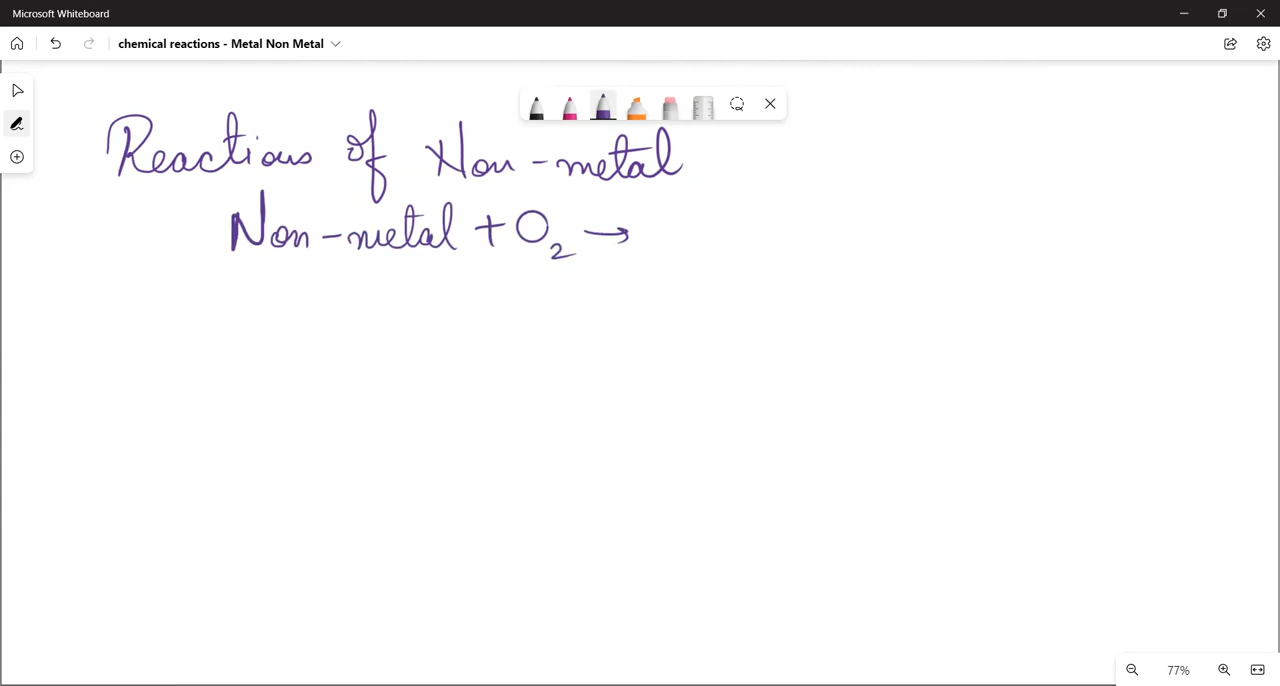 Microsoft Whiteboard
chemical reactions - Metal Non Metal
Reactions of Non-metal
Non-metal + O₂ →
77%